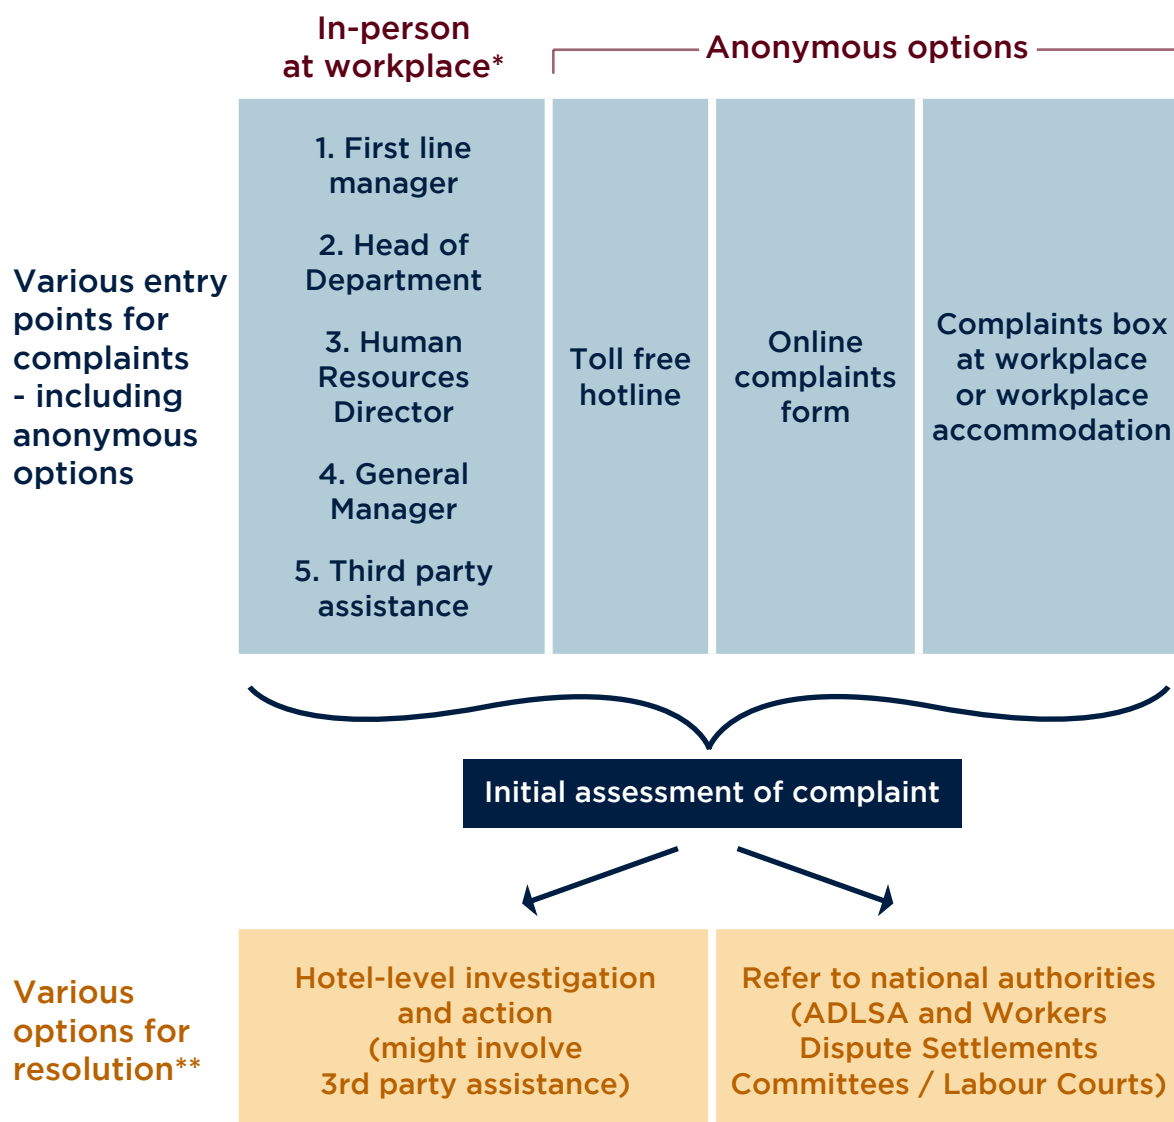 In-person
at workplace*
Anonymous options
Various entry
points for
complaints
- including
anonymous
options
1. First line
manager
2. Head of
Department
3. Human
Resources
Director
4. General
Manager
5. Third party
assistance
Toll free
hotline
Online
complaints
form
Complaints box
at workplace
or workplace
accommodation
Initial assessment of complaint
Various
options for
resolution**
Hotel-level investigation
and action
(might involve
3rd party assistance)
Refer to national authorities
(ADLSA and Workers
Dispute Settlements
Committees / Labour Courts)